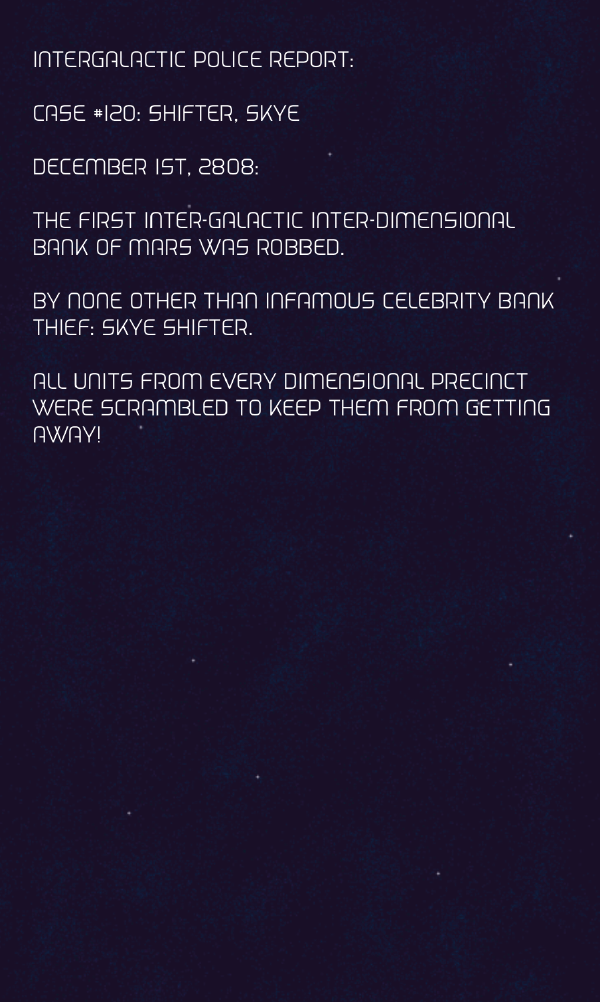 INTERGALACTIC POLICE REPORT:
CASE #120: SHIFTER, SKYE
DECEMBER 1ST, 2808:
THE FIRST INTER-GALACTIC INTER-DIMENSIONAL
BANK OF MARS WAS ROBBED.
BY NONE OTHER THAN INFAMOUS CELEBRITY BANK
THIEF: SKYE SHIFTER.
ALL UNITS FROM EVERY DIMENSIONAL PRECINCT
WERE SCRAMBLED TO KEEP THEM FROM GETTING
AWAY!